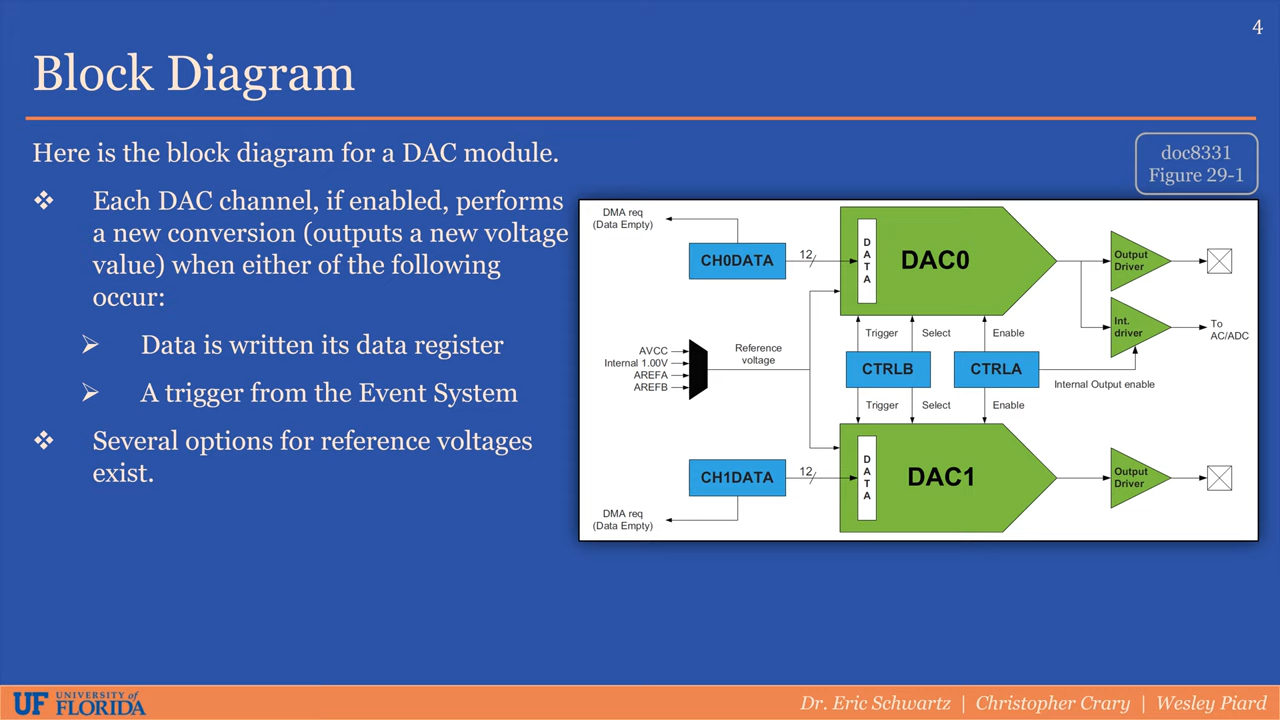 4
Block Diagram
Here is the block diagram for a DAC module.
doc8331
Figure 29-1
❖ Each DAC channel, if enabled, performs
a new conversion (outputs a new voltage
value) when either of the following
occur:
➢ Data is written its data register
➢ A trigger from the Event System
❖ Several options for reference voltages
exist.
DMA req
(Data Empty)
CH0DATA
12
DATA
DAC0
Output
Driver
Int.
driver
To
AC/ADC
Trigger
Select
Enable
AVCC
Internal 1.00V
AREFA
AREFB
Reference
voltage
CTRLB
CTRLA
Internal Output enable
Trigger
Select
Enable
CH1DATA
12
DATA
DAC1
Output
Driver
DMA req
(Data Empty)
UF UNIVERSITY of
FLORIDA
Dr. Eric Schwartz | Christopher Crary | Wesley Piard